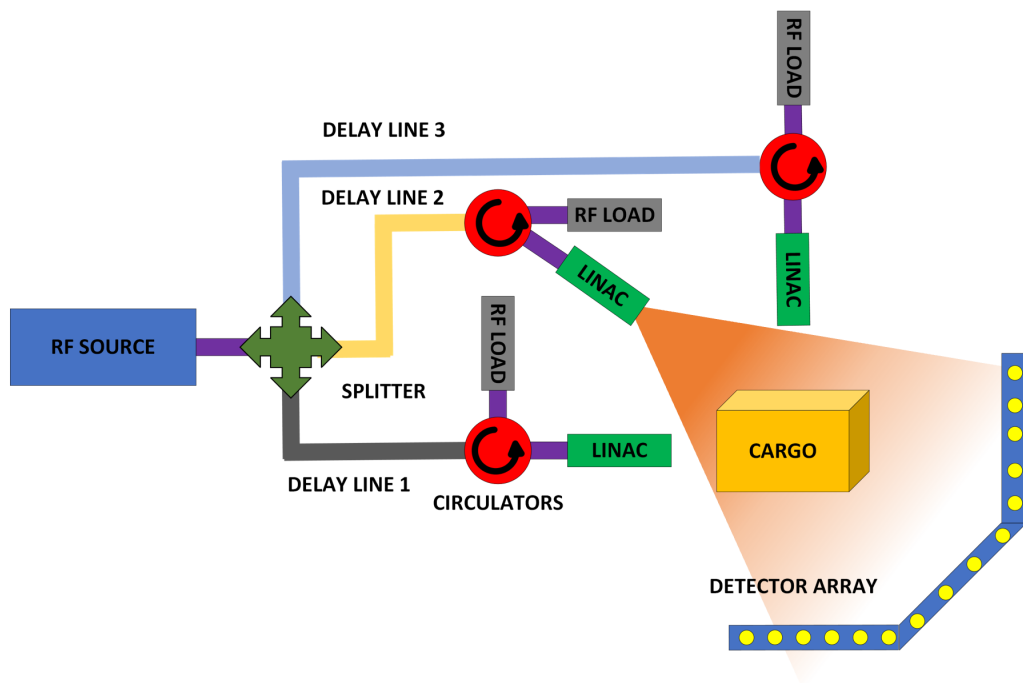 RF LOAD
DELAY LINE 3
DELAY LINE 2
RF LOAD
LINAC
LINAC
RF SOURCE
RF LOAD
SPLITTER
CARGO
LINAC
DELAY LINE 1
CIRCULATORS
DETECTOR ARRAY